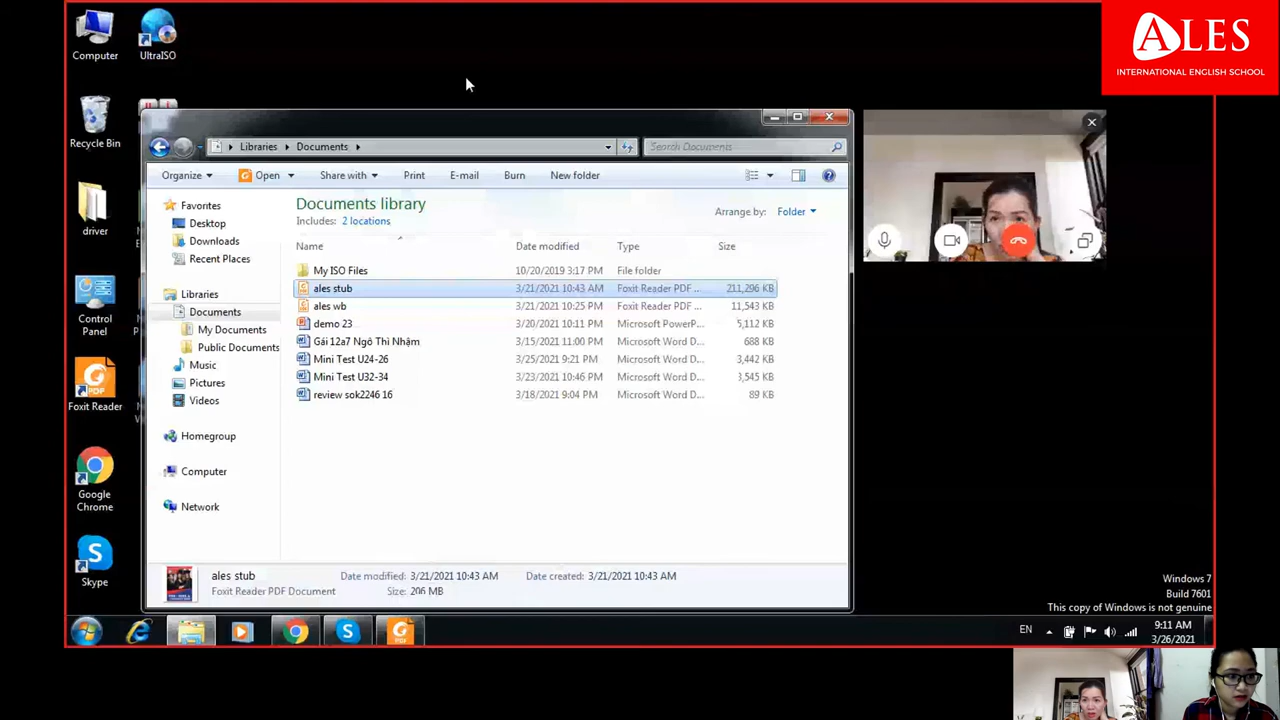 Computer
UltraISO
ALES
INTERNATIONAL ENGLISH SCHOOL
Recycle Bin
driver
Control
Panel
Foxit Reader
Google
Chrome
Skype
Libraries Documents
Search Documents
Organize Open Share with Print E-mail Burn New folder
Favorites
Desktop
Downloads
Recent Places
Libraries
Documents
My Documents
Public Documents
Music
Pictures
Videos
Homegroup
Computer
Network
Documents library
Includes: 2 locations
Arrange by: Folder
Name Date modified Type Size
My ISO Files 10/20/2019 3:17 PM File folder
ales stub 3/21/2021 10:43 AM Foxit Reader PDF ... 211,296 KB
ales wb 3/21/2021 10:25 PM Foxit Reader PDF ... 11,543 KB
demo 23 3/20/2021 10:11 PM Microsoft PowerP... 5,112 KB
Gái 12a7 Ngô Thì Nhậm 3/15/2021 11:00 PM Microsoft Word D... 688 KB
Mini Test U24-26 3/25/2021 9:21 PM Microsoft Word D... 3,442 KB
Mini Test U32-34 3/23/2021 10:46 PM Microsoft Word D... 3,545 KB
review sok2246 16 3/18/2021 9:04 PM Microsoft Word D... 89 KB
ales stub Date modified: 3/21/2021 10:43 AM Date created: 3/21/2021 10:43 AM
Foxit Reader PDF Document Size: 206 MB
Windows 7
Build 7601
This copy of Windows is not genuine
EN
9:11 AM
3/26/2021